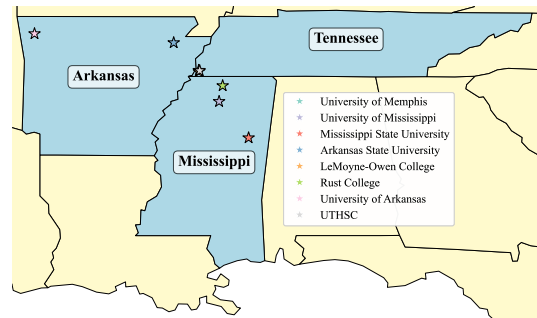 Tennessee
Arkansas
Mississippi
University of Memphis
University of Mississippi
Mississippi State University
Arkansas State University
LeMoyne-Owen College
Rust College
University of Arkansas
UTHSC